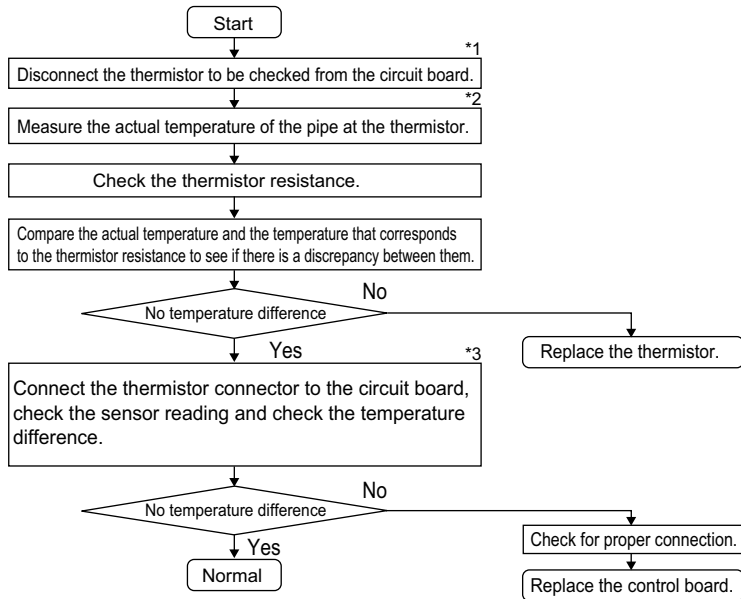 Start
*1
Disconnect the thermistor to be checked from the circuit board.
*2
Measure the actual temperature of the pipe at the thermistor.
Check the thermistor resistance.
Compare the actual temperature and the temperature that corresponds
to the thermistor resistance to see if there is a discrepancy between them.
No temperature difference
No
Replace the thermistor.
Yes
*3
Connect the thermistor connector to the circuit board,
check the sensor reading and check the temperature
difference.
No temperature difference
No
Check for proper connection.
Replace the control board.
Yes
Normal